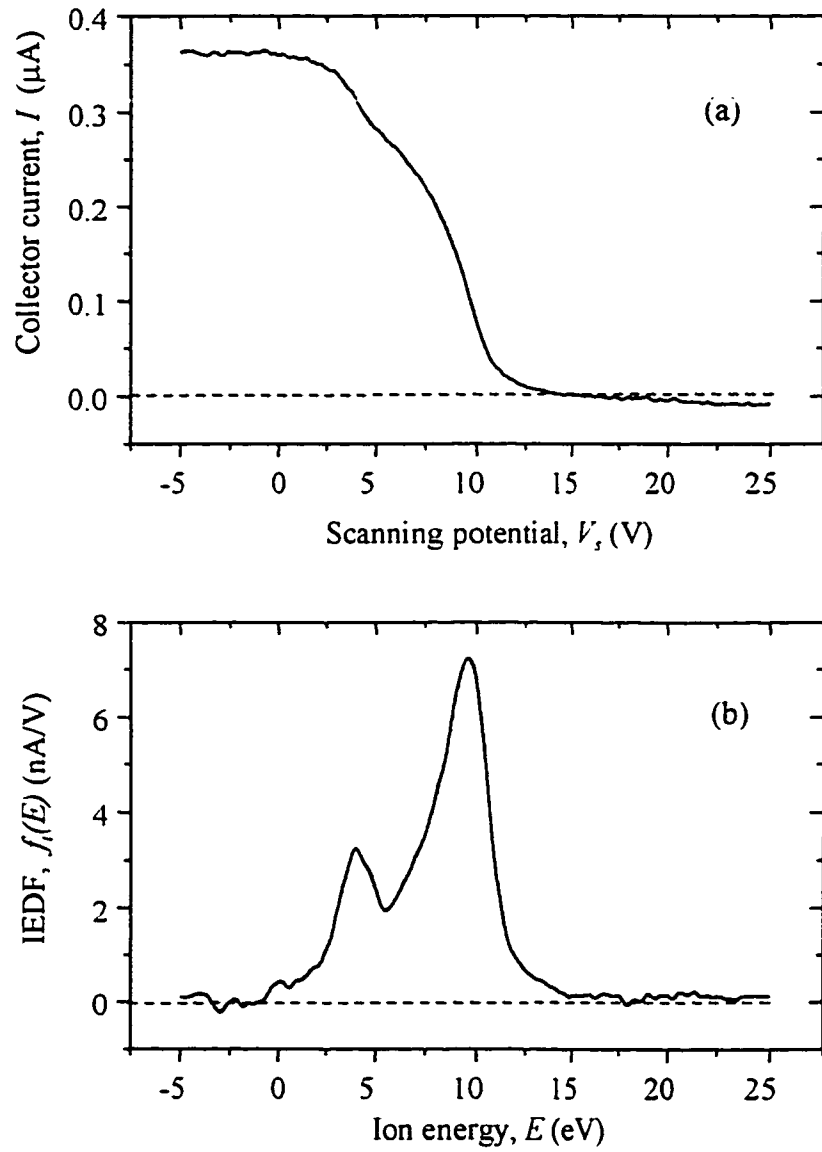 0.4
0.3
0.2
0.1
0.0
Collector current, I (μA)
(a)
-5 0 5 10 15 20 25
Scanning potential, Vs (V)
8
6
4
2
0
IEDF, fi(E) (nA/V)
(b)
-5 0 5 10 15 20 25
Ion energy, E (eV)